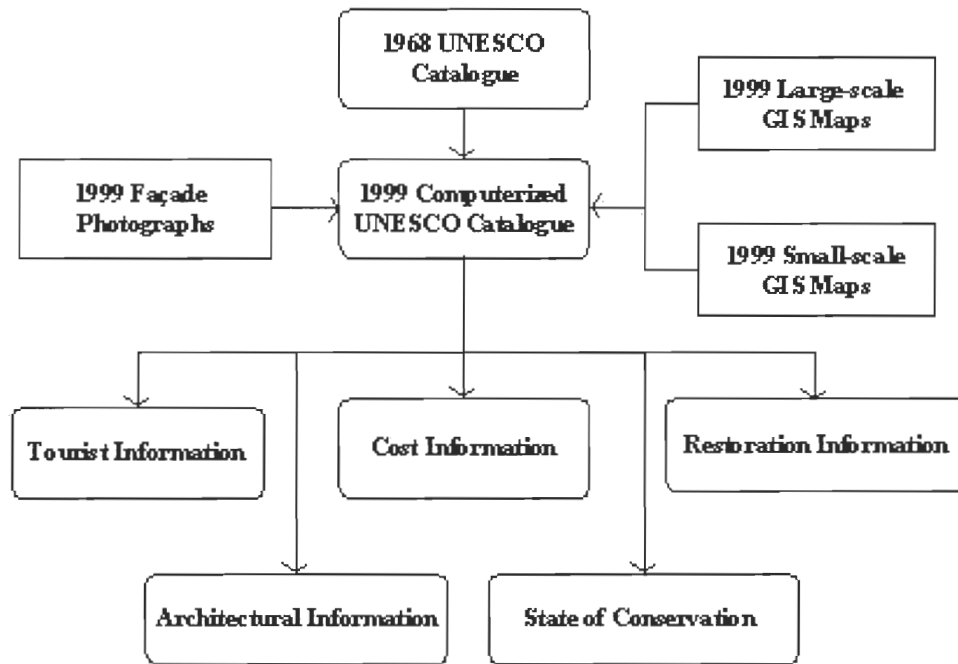 1968 UNESCO
Catalogue
1999 Large-scale
GIS Maps
1999 Façade
Photographs
1999 Computerized
UNESCO Catalogue
1999 Small-scale
GIS Maps
Tourist Information
Cost Information
Restoration Information
Architectural Information
State of Conservation